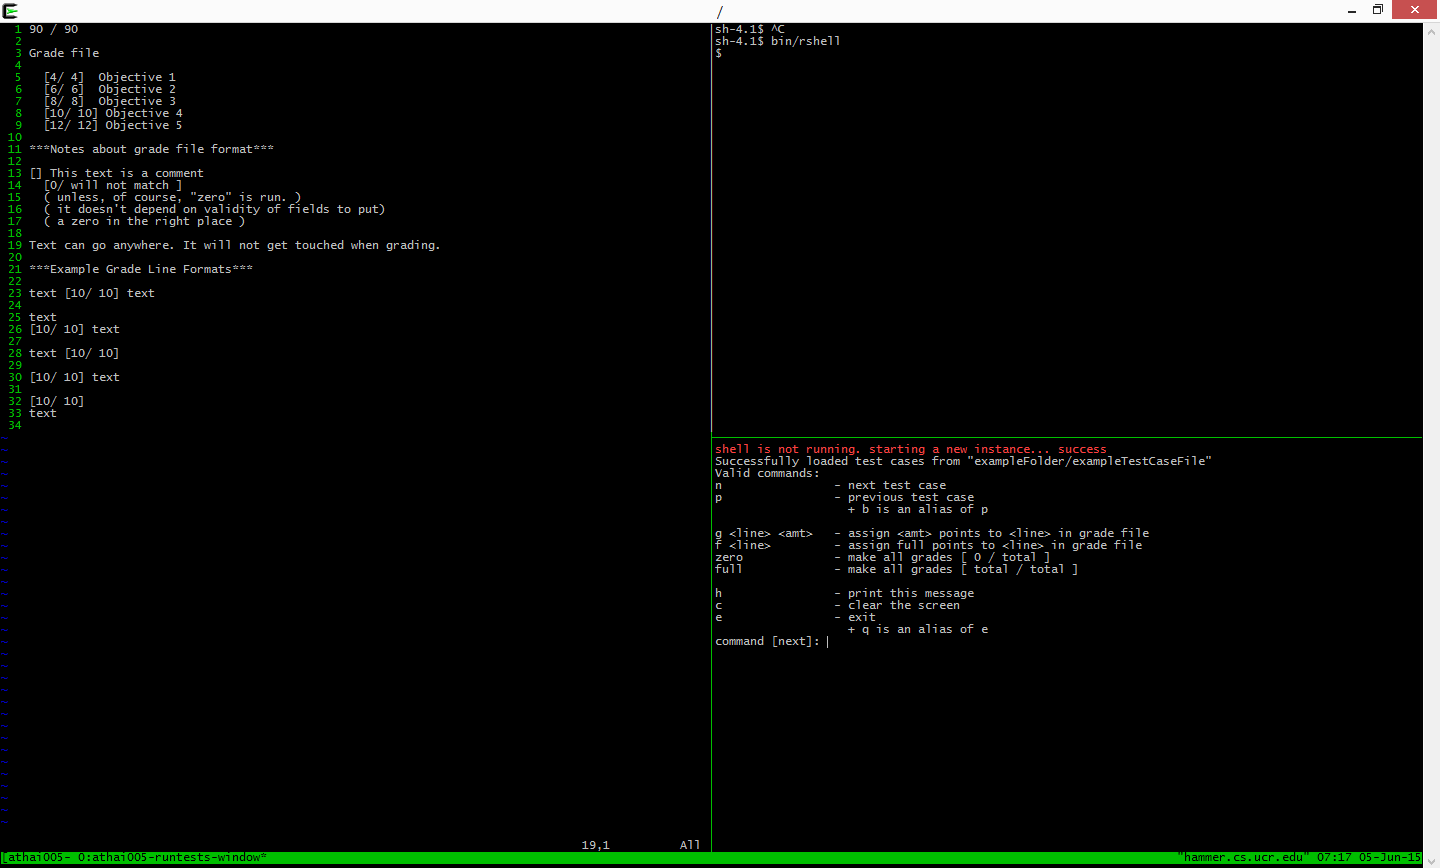 /
1 90 / 90
2
3 Grade file
4
5   [4/ 4]  Objective 1
6   [6/ 6]  Objective 2
7   [8/ 8]  Objective 3
8   [10/ 10] Objective 4
9   [12/ 12] Objective 5
10
11 ***Notes about grade file format***
12
13 [] This text is a comment
14   [0/ will not match ]
15   ( unless, of course, "zero" is run. )
16   ( it doesn't depend on validity of fields to put)
17   ( a zero in the right place )
18
19 Text can go anywhere. It will not get touched when grading.
20
21 ***Example Grade Line Formats***
22
23 text [10/ 10] text
24
25 text
26 [10/ 10] text
27
28 text [10/ 10]
29
30 [10/ 10] text
31
32 [10/ 10]
33 text
34
19,1 All
sh-4.1$ ^C
sh-4.1$ bin/rshell
$
shell is not running. starting a new instance... success
Successfully loaded test cases from "exampleFolder/exampleTestCaseFile"
Valid commands:
n                - next test case
p                - previous test case
                   + b is an alias of p
g <line> <amt>   - assign <amt> points to <line> in grade file
f <line>         - assign full points to <line> in grade file
zero             - make all grades [ 0 / total ]
full             - make all grades [ total / total ]
h                - print this message
c                - clear the screen
e                - exit
                   + q is an alias of e
command [next]:
[athai005- 0:athai005-runtests-window* "hammer.cs.ucr.edu" 07:17 05-Jun-15